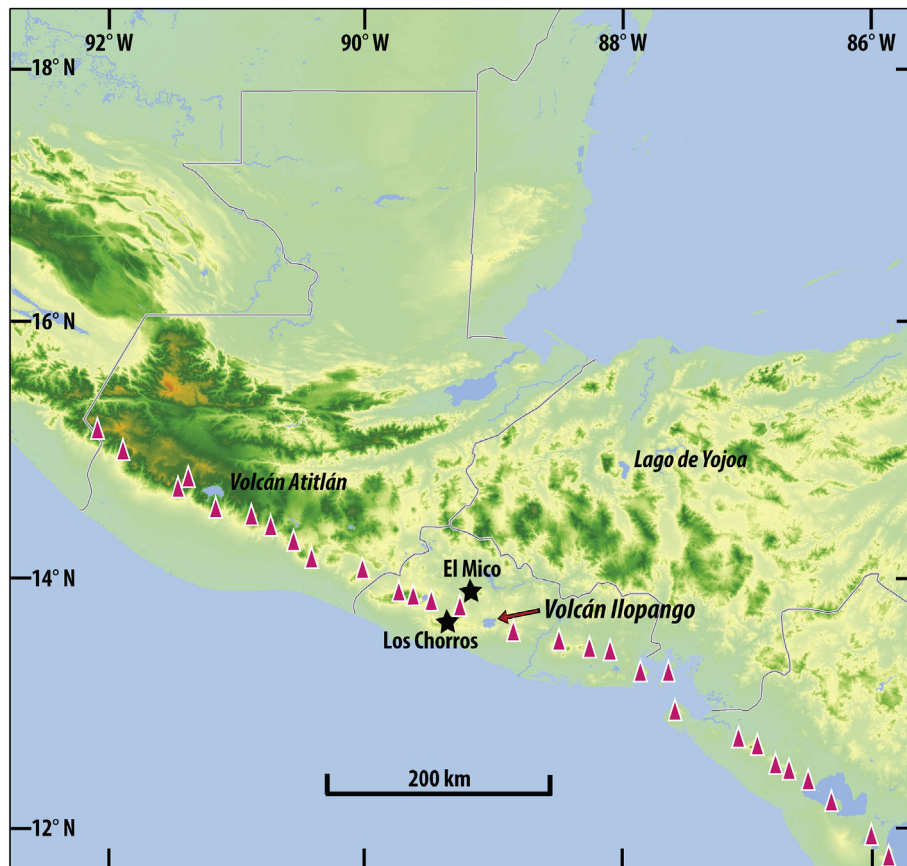 92° W
90° W
88° W
86° W
18° N
16° N
Lago de Yojoa
Volcán Atitlán
14° N
El Mico
Volcán Ilopango
Los Chorros
200 km
12° N